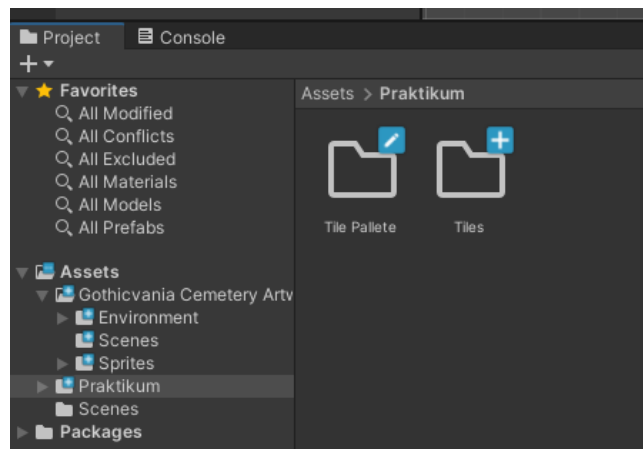 Project
Console
Favorites
All Modified
All Conflicts
All Excluded
All Materials
All Models
All Prefabs
Assets
Gothicvania Cemetery Artw
Environment
Scenes
Sprites
Praktikum
Scenes
Packages
Assets > Praktikum
Tile Pallete
Tiles